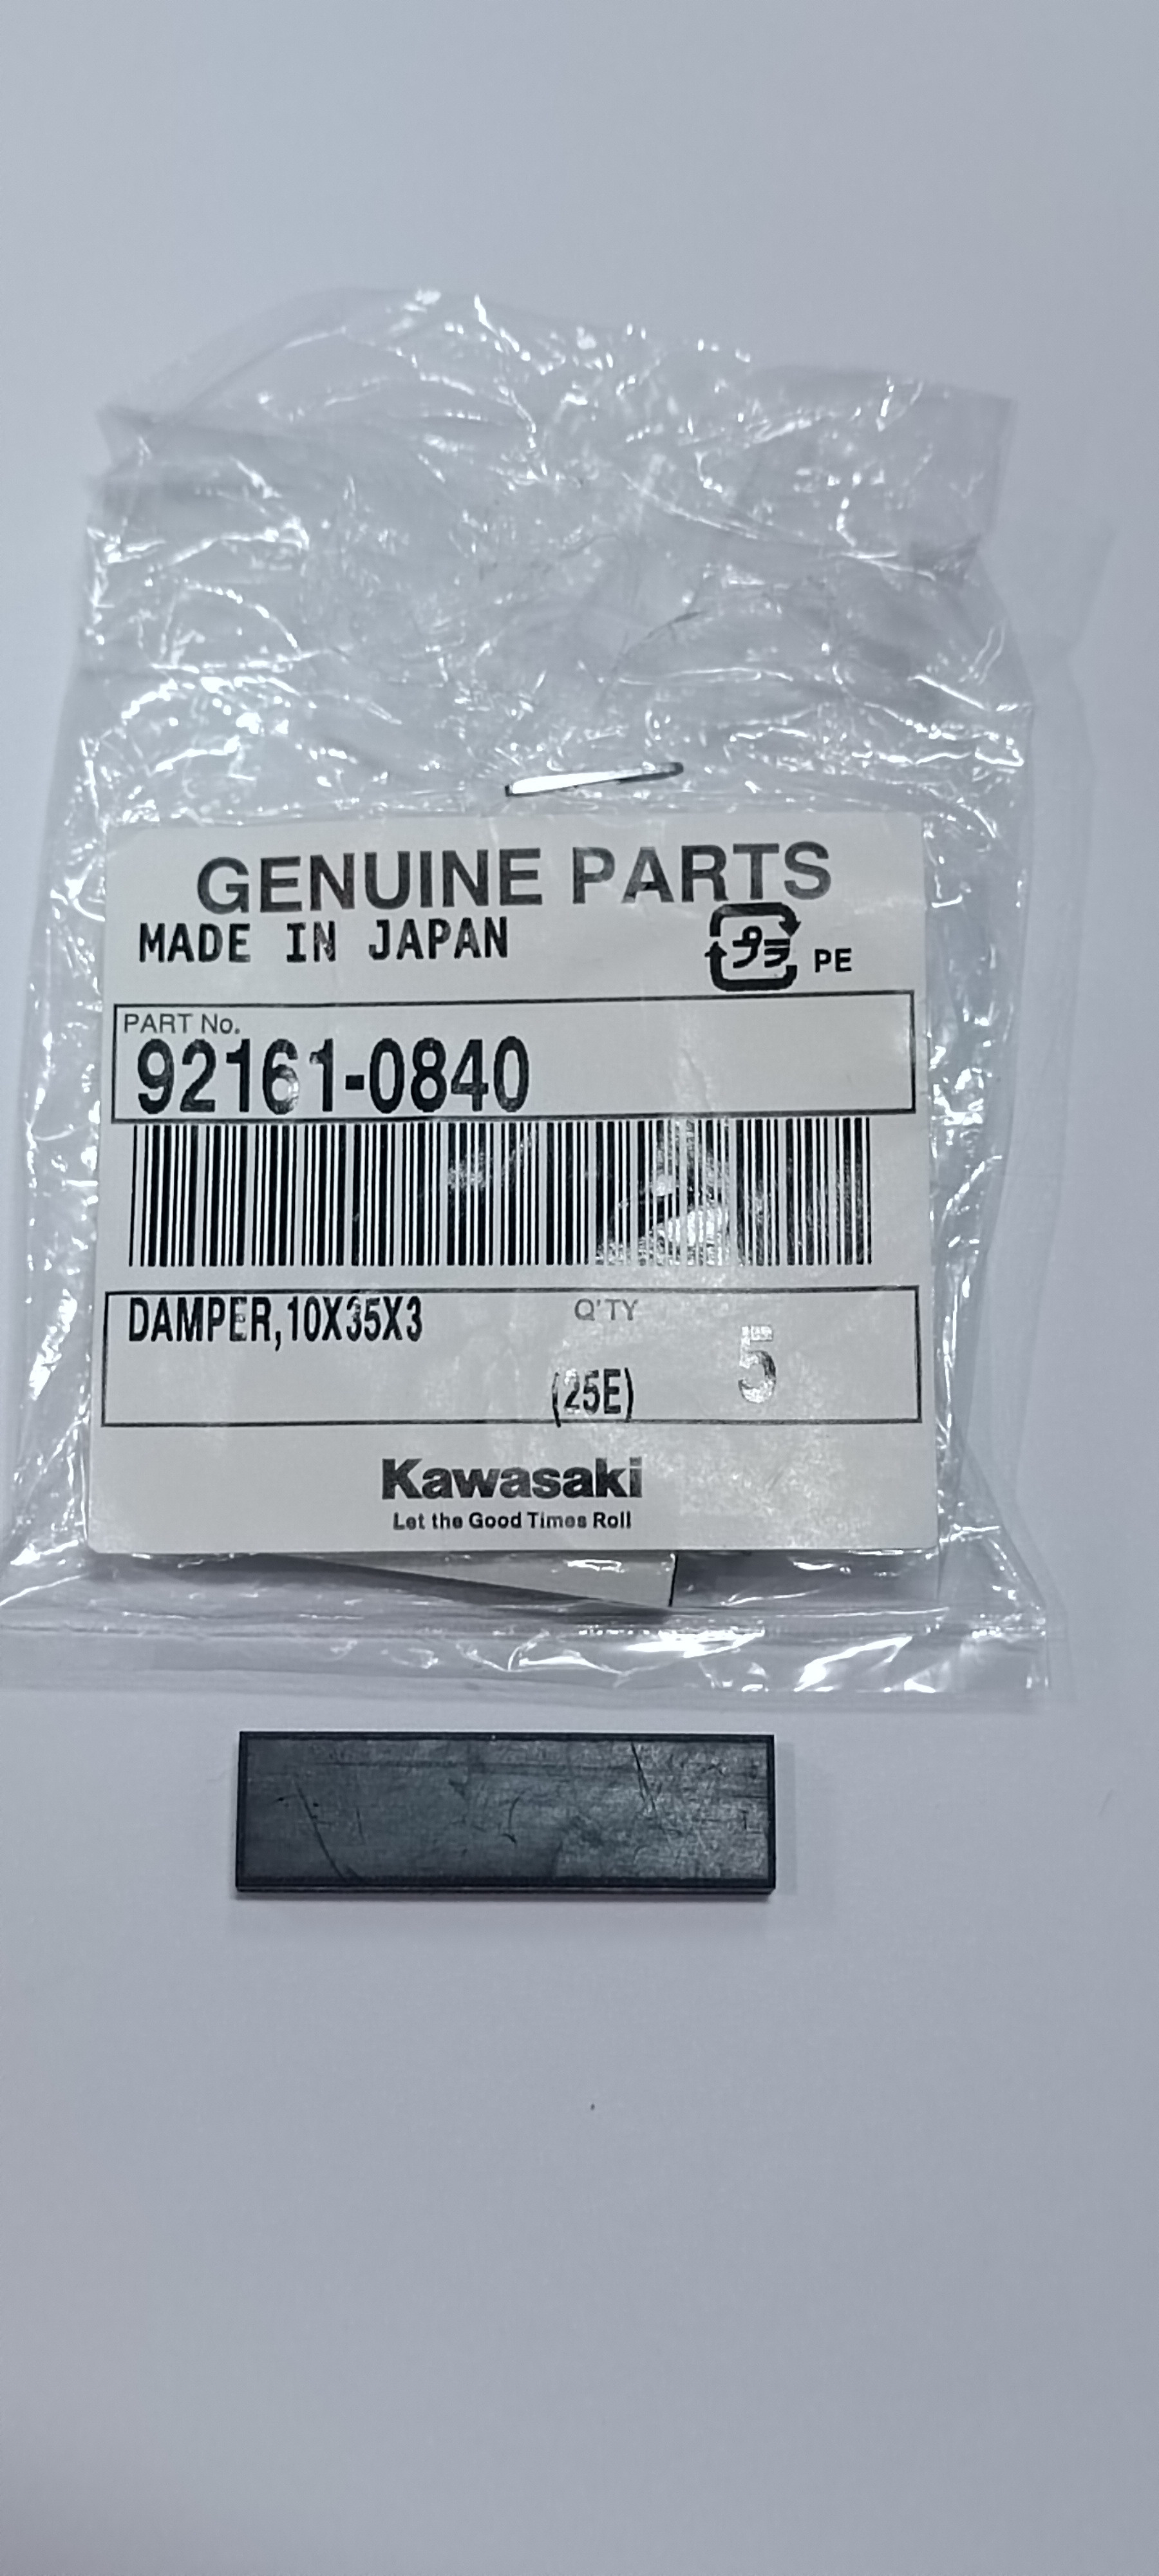 GENUINE PARTS
MADE IN JAPAN
プラ PE
PART No.
92161-0840
DAMPER,10X35X3
Q'TY
5
(25E)
Kawasaki
Let the Good Times Roll